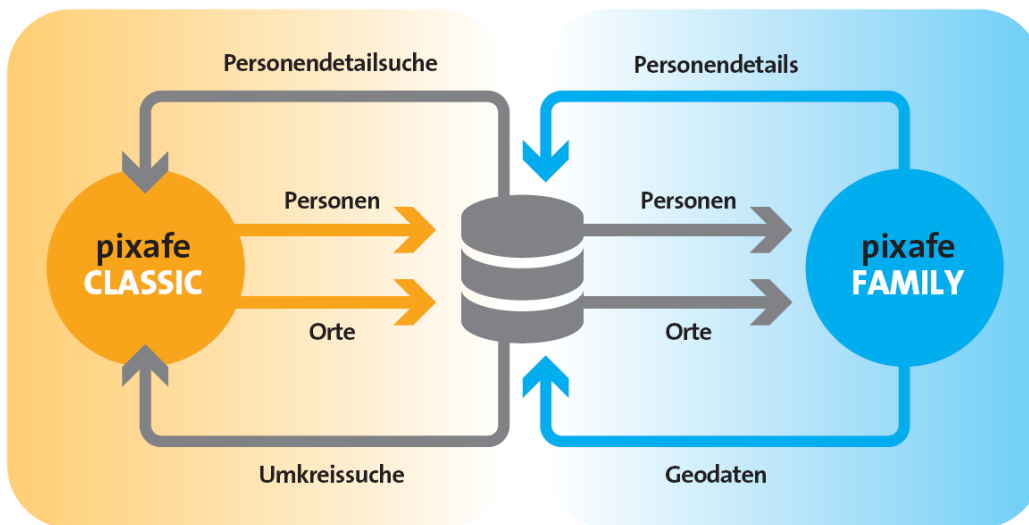 Personendetailsuche
Personendetails
Personen
Personen
pixafe
CLASSIC
pixafe
FAMILY
Orte
Orte
Umkreissuche
Geodaten